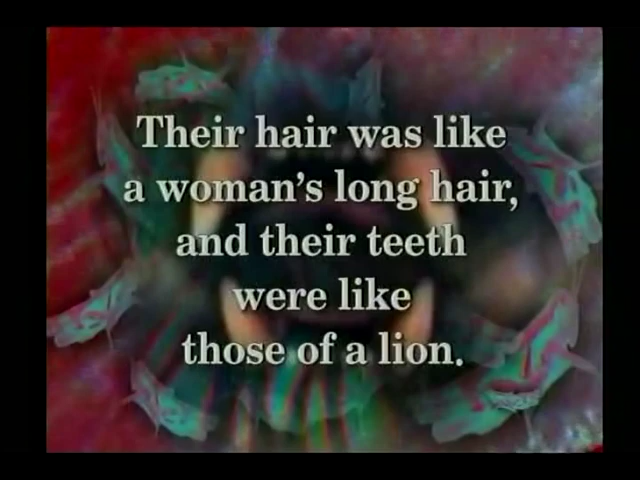 Their hair was like
a woman's long hair,
and their teeth
were like
those of a lion.